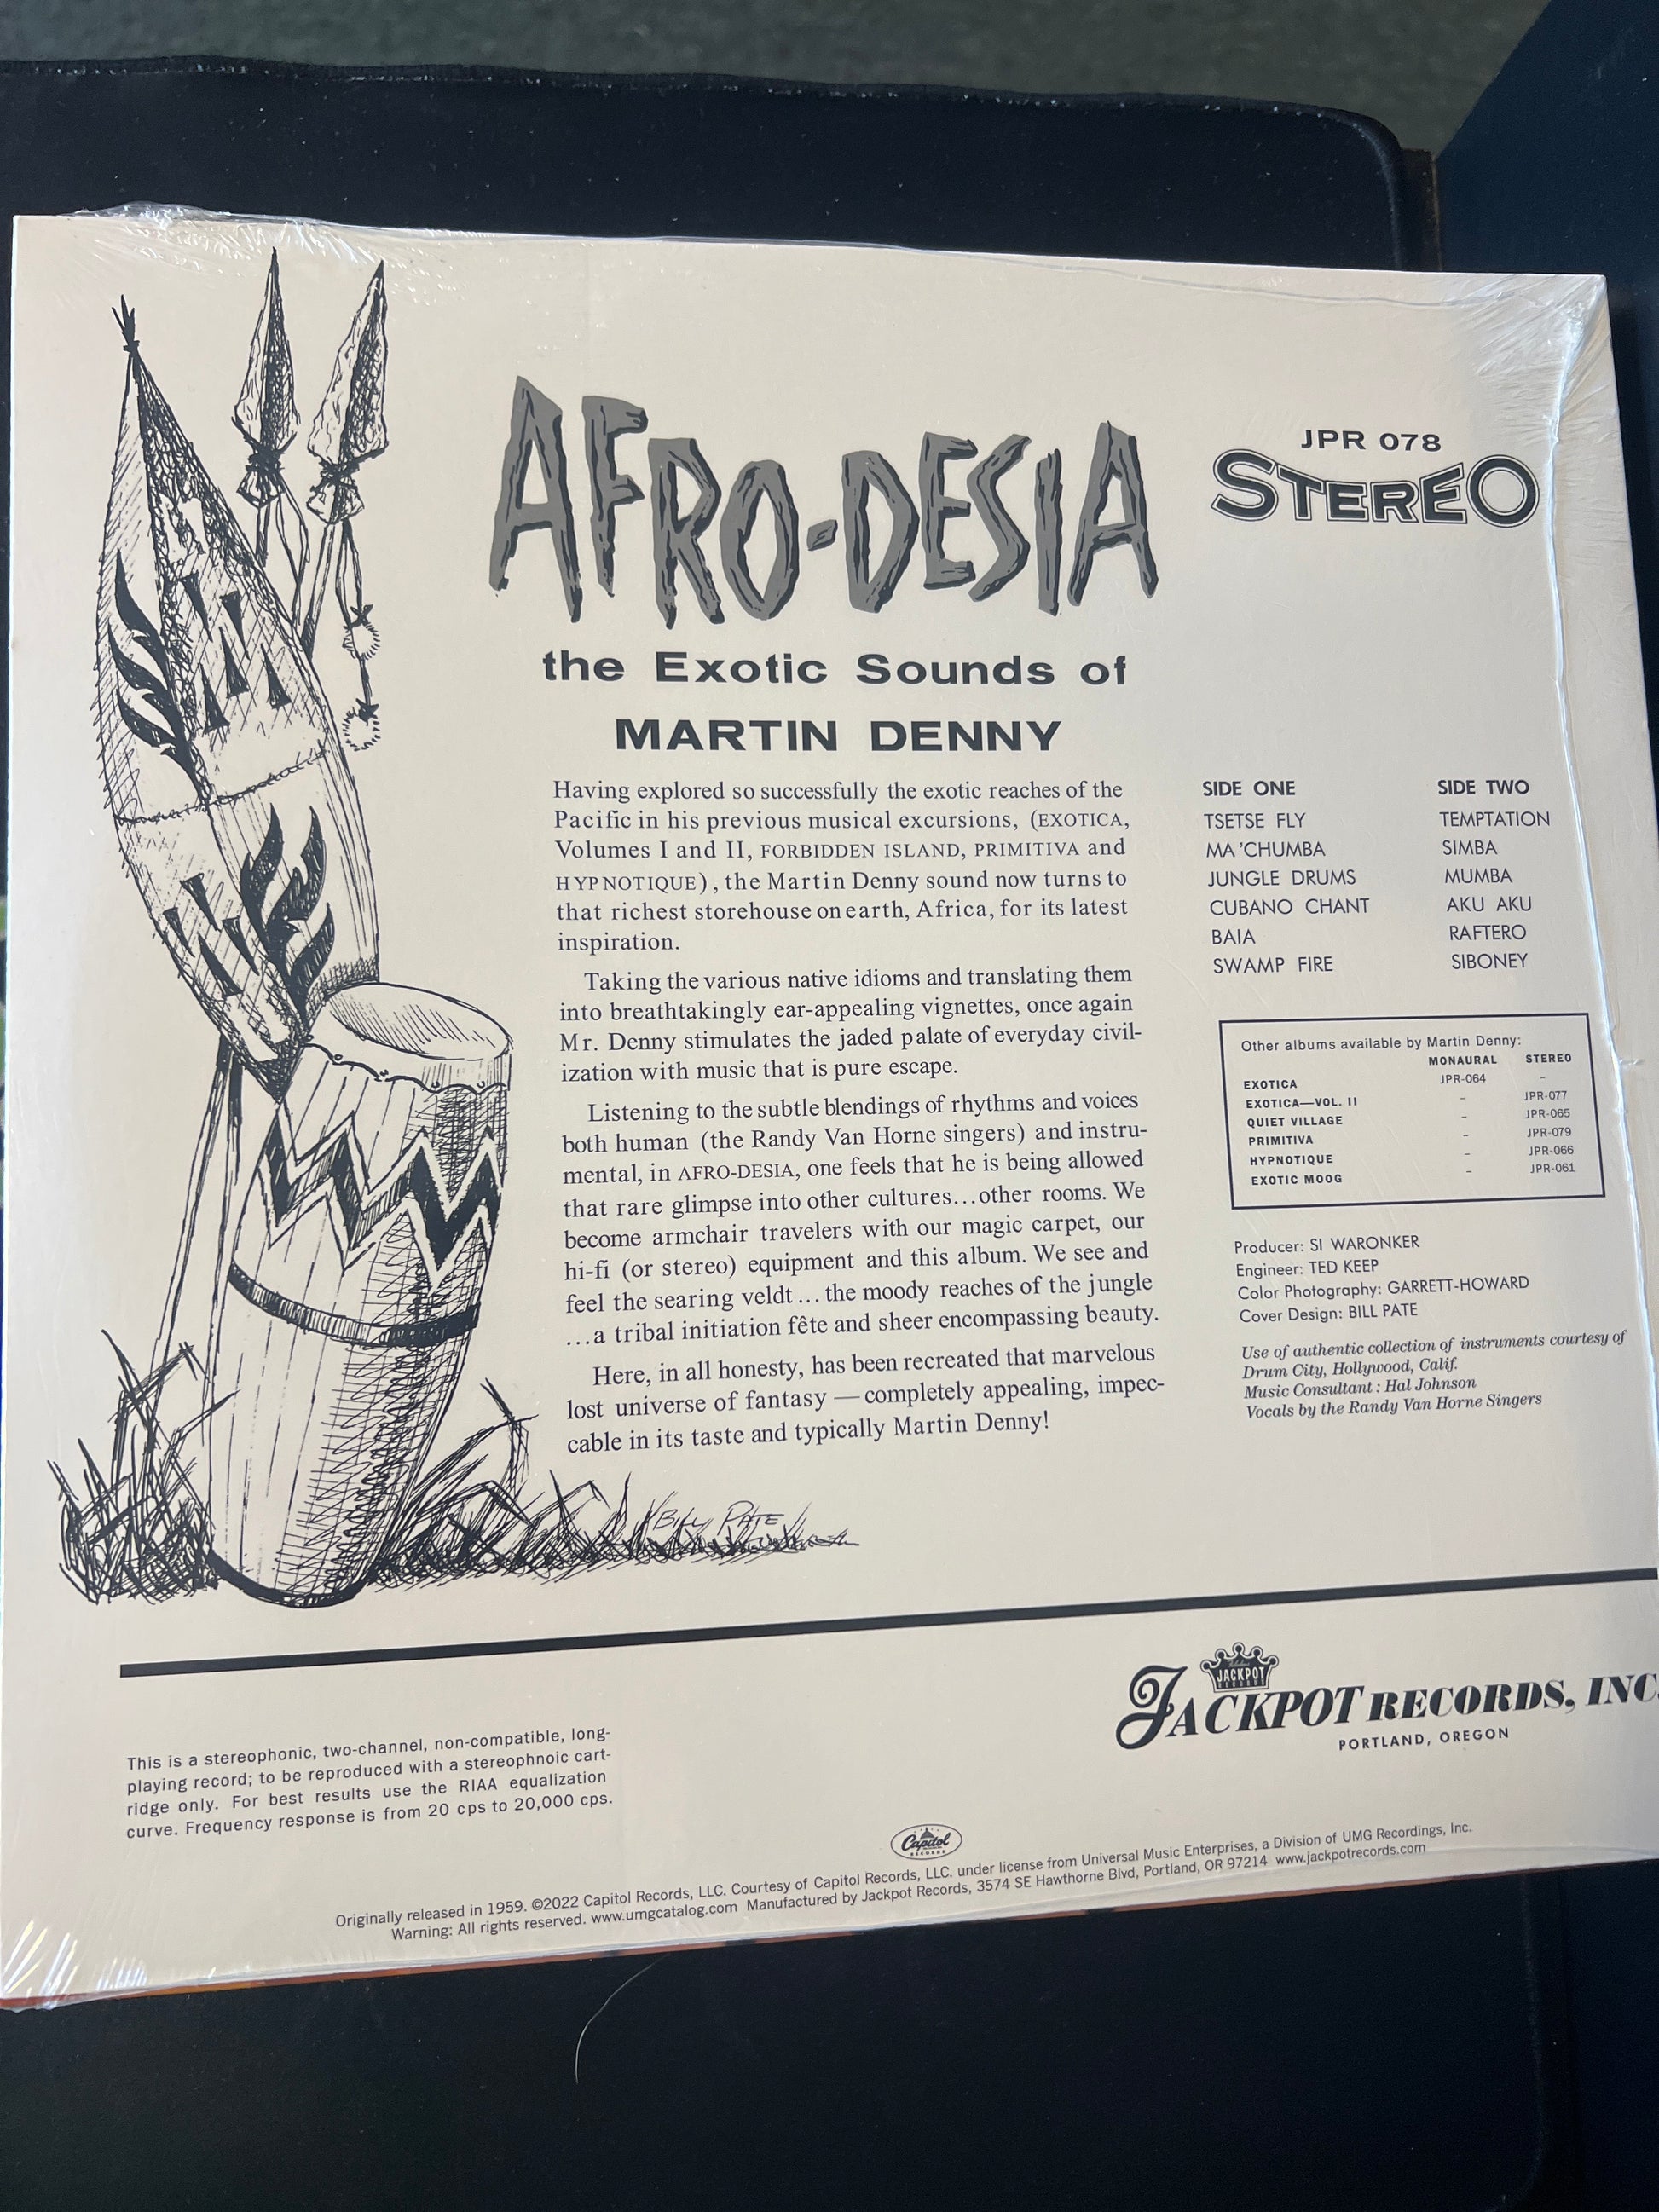 AFRO-DESIA
the Exotic Sounds of
MARTIN DENNY
JPR 078
STEREO
Having explored so successfully the exotic reaches of the
Pacific in his previous musical excursions, (EXOTICA,
Volumes I and II, FORBIDDEN ISLAND, PRIMITIVA and
HYPNOTIQUE), the Martin Denny sound now turns to
that richest storehouse on earth, Africa, for its latest
inspiration.
Taking the various native idioms and translating them
into breathtakingly ear-appealing vignettes, once again
Mr. Denny stimulates the jaded palate of everyday civil-
ization with music that is pure escape.
Listening to the subtle blendings of rhythms and voices
both human (the Randy Van Horne singers) and instru-
mental, in AFRO-DESIA, one feels that he is being allowed
that rare glimpse into other cultures...other rooms. We
become armchair travelers with our magic carpet, our
hi-fi (or stereo) equipment and this album. We see and
feel the searing veldt... the moody reaches of the jungle
...a tribal initiation fête and sheer encompassing beauty.
Here, in all honesty, has been recreated that marvelous
lost universe of fantasy — completely appealing, impec-
cable in its taste and typically Martin Denny!
BILL PATE
SIDE ONE
TSETSE FLY
MA'CHUMBA
JUNGLE DRUMS
CUBANO CHANT
BAIA
SWAMP FIRE
SIDE TWO
TEMPTATION
SIMBA
MUMBA
AKU AKU
RAFTERO
SIBONEY
Other albums available by Martin Denny:
MONAURAL STEREO
EXOTICA JPR-064 –
EXOTICA—VOL. II – JPR-077
QUIET VILLAGE – JPR-065
PRIMITIVA – JPR-079
HYPNOTIQUE – JPR-066
EXOTIC MOOG – JPR-061
Producer: SI WARONKER
Engineer: TED KEEP
Color Photography: GARRETT-HOWARD
Cover Design: BILL PATE
Use of authentic collection of instruments courtesy of
Drum City, Hollywood, Calif.
Music Consultant : Hal Johnson
Vocals by the Randy Van Horne Singers
JACKPOT
RECORDS
JACKPOT RECORDS, INC.
PORTLAND, OREGON
This is a stereophonic, two-channel, non-compatible, long-
playing record; to be reproduced with a stereophnoic cart-
ridge only. For best results use the RIAA equalization
curve. Frequency response is from 20 cps to 20,000 cps.
Capitol
RECORDS
Originally released in 1959. ©2022 Capitol Records, LLC. Courtesy of Capitol Records, LLC. under license from Universal Music Enterprises, a Division of UMG Recordings, Inc.
Warning: All rights reserved. www.umgcatalog.com Manufactured by Jackpot Records, 3574 SE Hawthorne Blvd, Portland, OR 97214 www.jackpotrecords.com